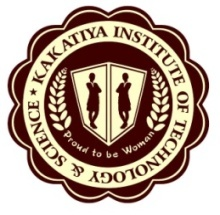 KAKATIYA INSTITUTE OF TECHNOLOGY & SCIENCE ★
Proud to be Woman